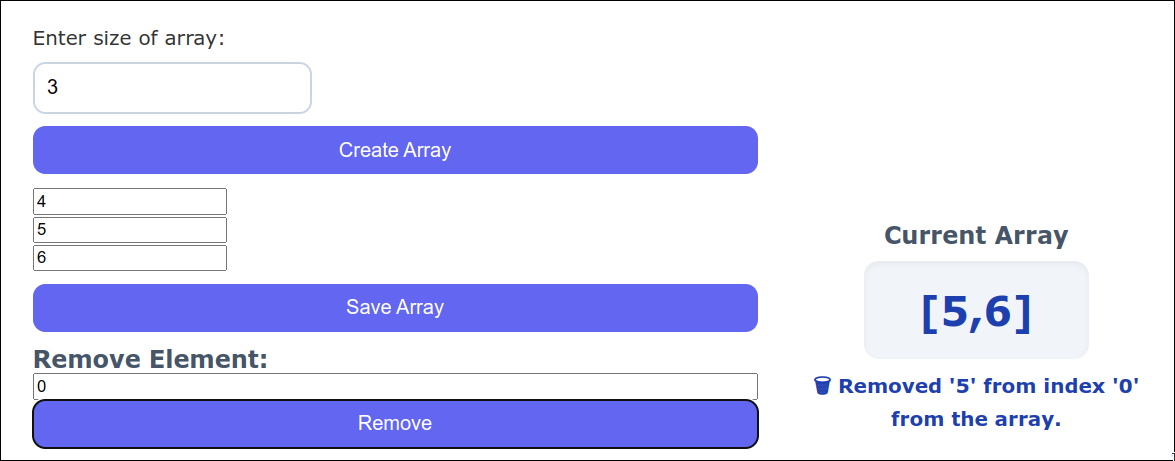 Enter size of array:
3
Create Array
4
5
6
Save Array
Remove Element:
0
Remove
Current Array
[5,6]
🗑 Removed '5' from index '0'
from the array.